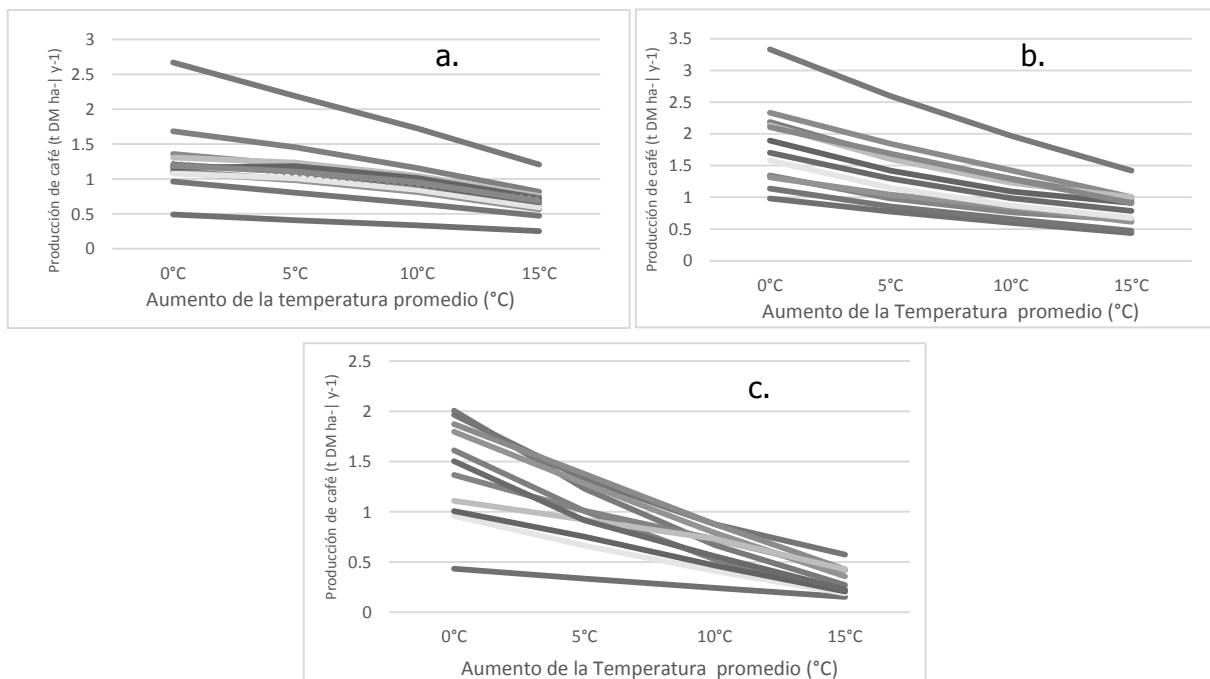 a.
Producción de café (t DM ha-| y-1)
3
2.5
2
1.5
1
0.5
0
0°C 5°C 10°C 15°C
Aumento de la temperatura promedio (°C)
b.
Producción de café (t DM ha-| y-1)
3.5
3
2.5
2
1.5
1
0.5
0
0°C 5°C 10°C 15°C
Aumento de la Temperatura promedio (°C)
c.
Producción de café (t DM ha-| y-1)
2.5
2
1.5
1
0.5
0
0°C 5°C 10°C 15°C
Aumento de la Temperatura promedio (°C)